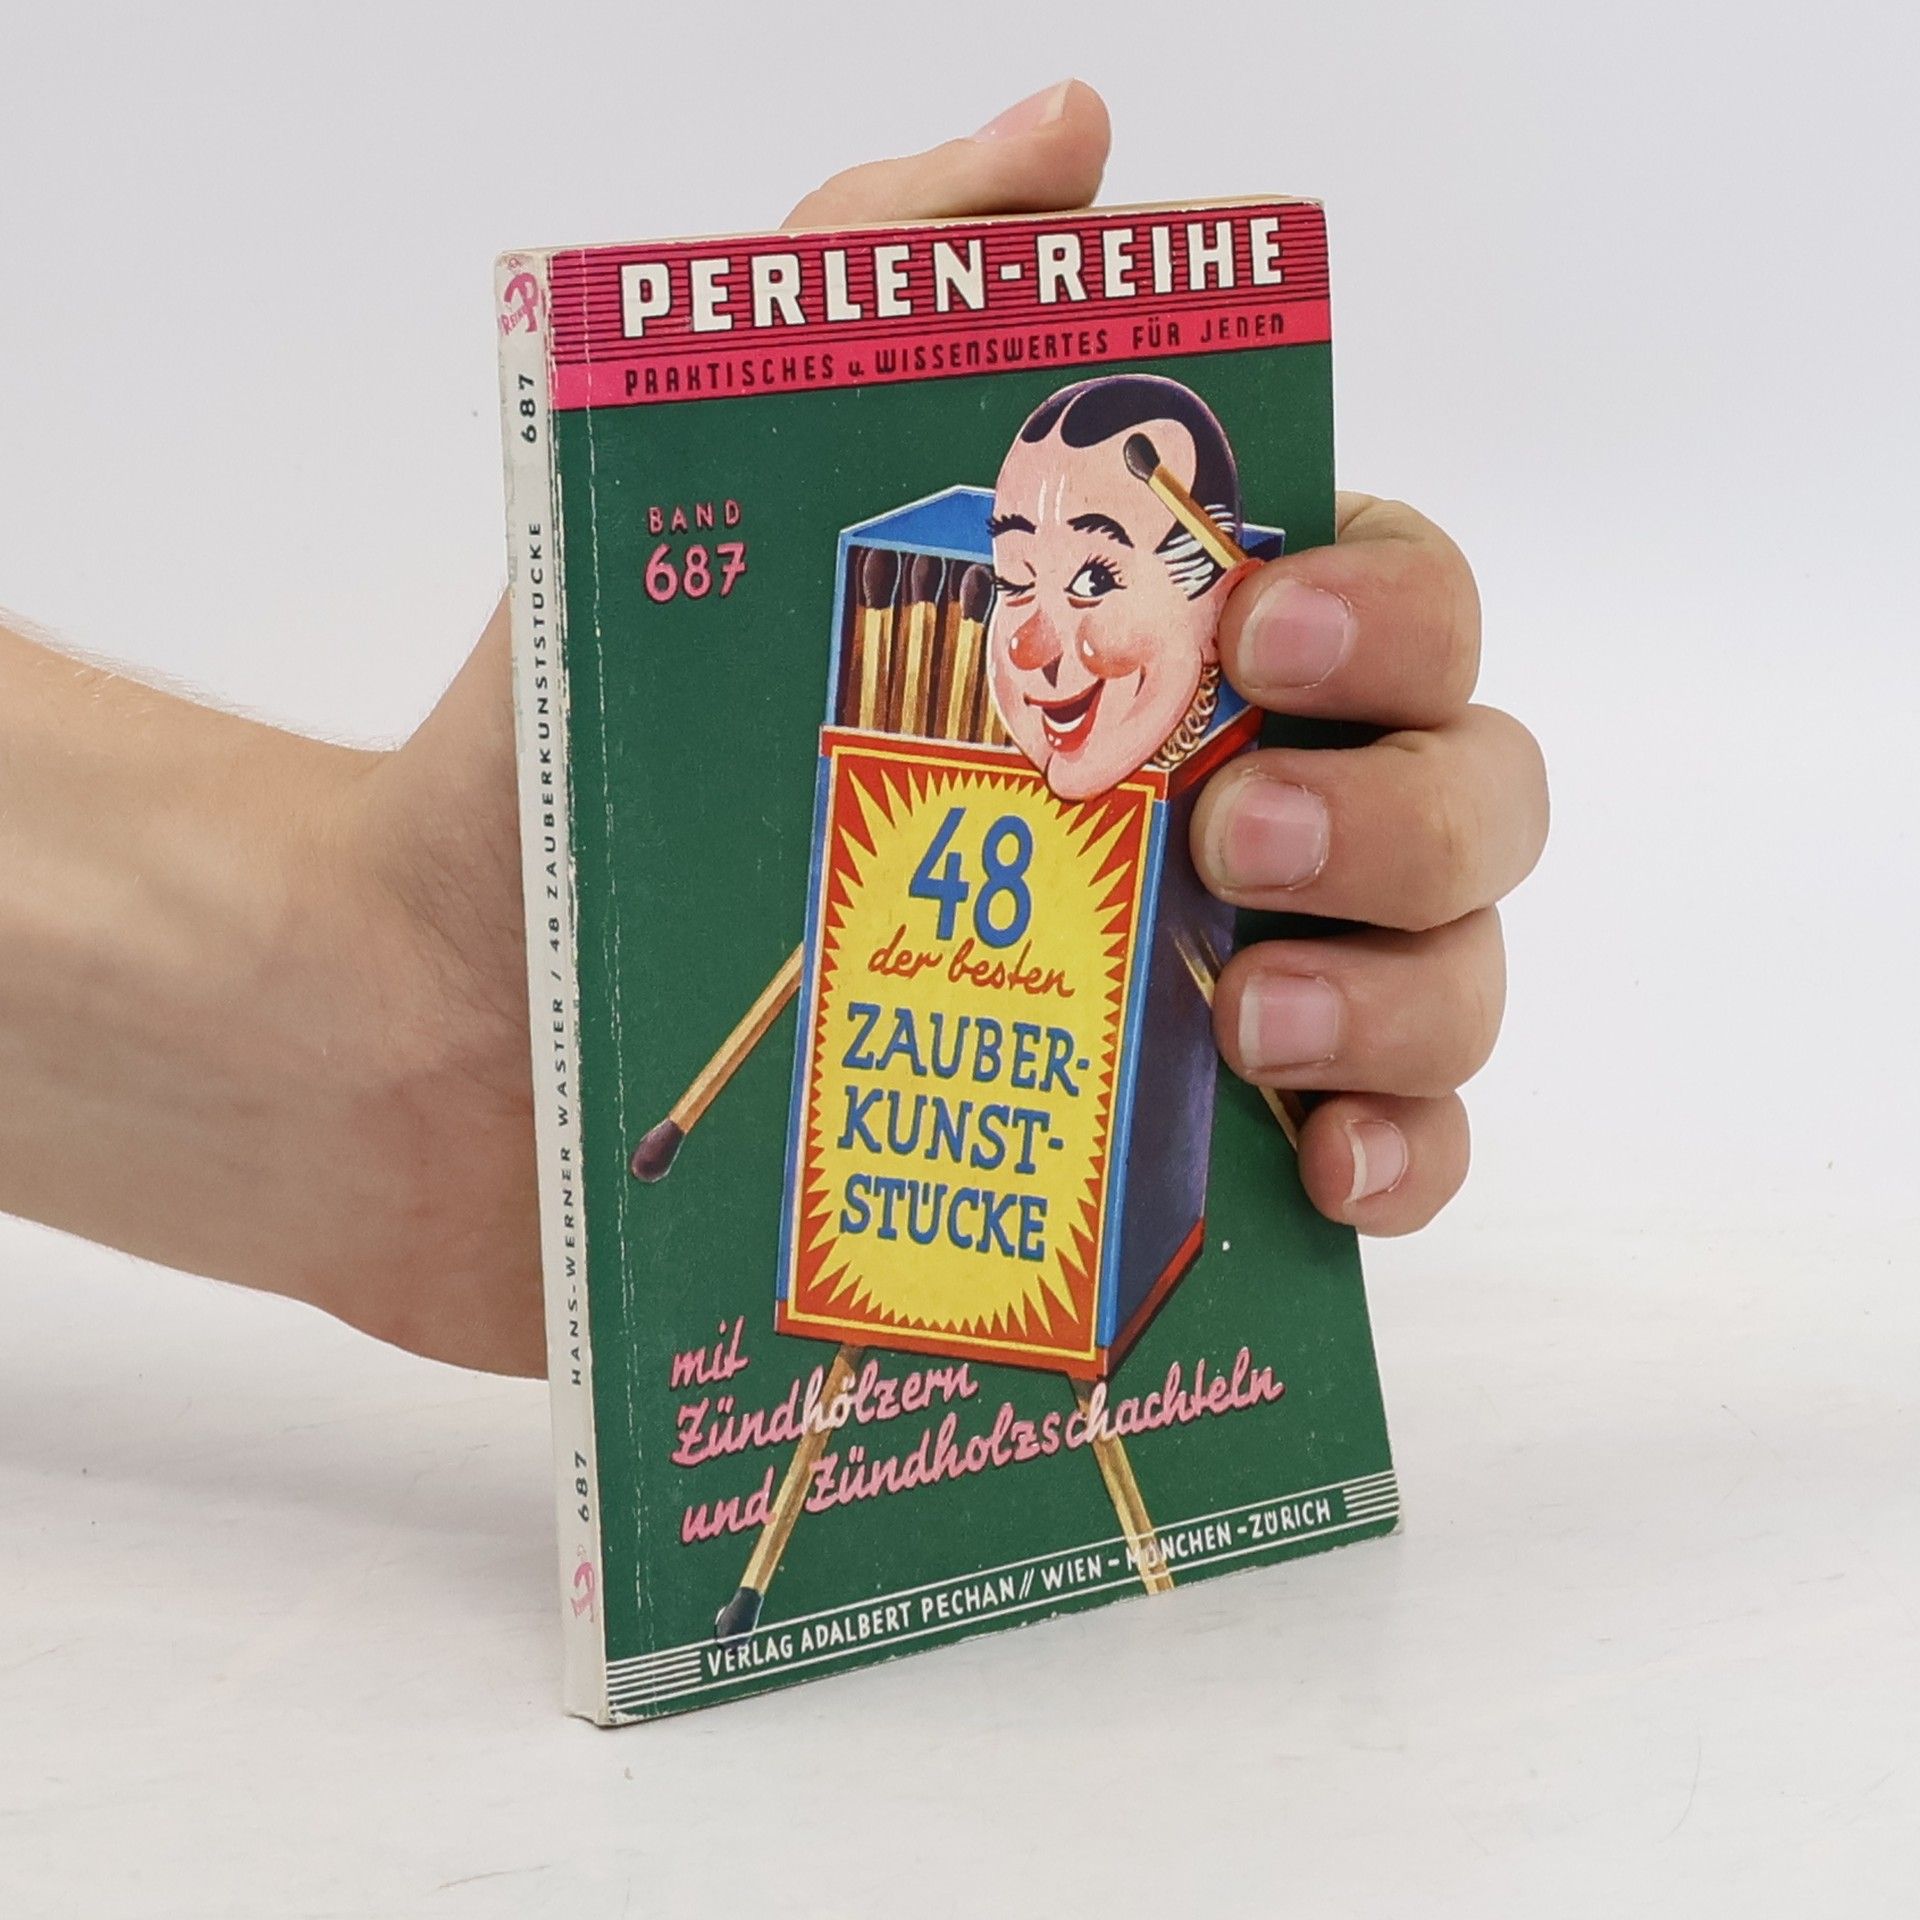 PERLEN-REIHE
PRAKTISCHES u. WISSENSWERTES FÜR JEDEN
BAND
687
48
der besten
ZAUBER-
KUNST-
STÜCKE
mit
Zündhölzern
und Zündholzschachteln
VERLAG ADALBERT PECHAN // WIEN - MÜNCHEN - ZÜRICH
REIHE P
687 HANS-WERNER WASTER / 48 ZAUBERKUNSTSTÜCKE 687